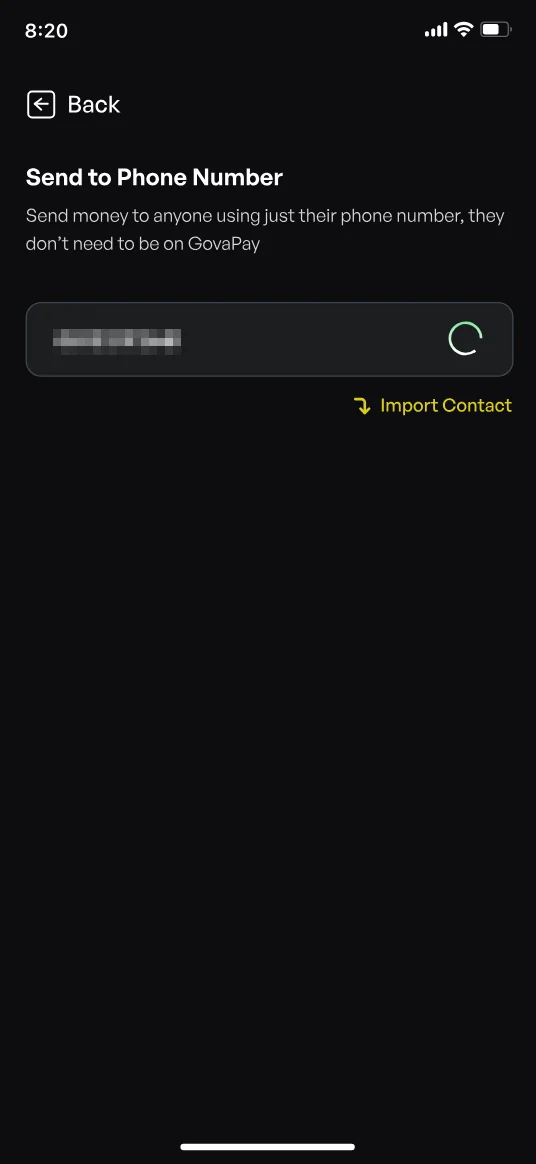 8:20
Back
Send to Phone Number
Send money to anyone using just their phone number, they
don’t need to be on GovaPay
Import Contact